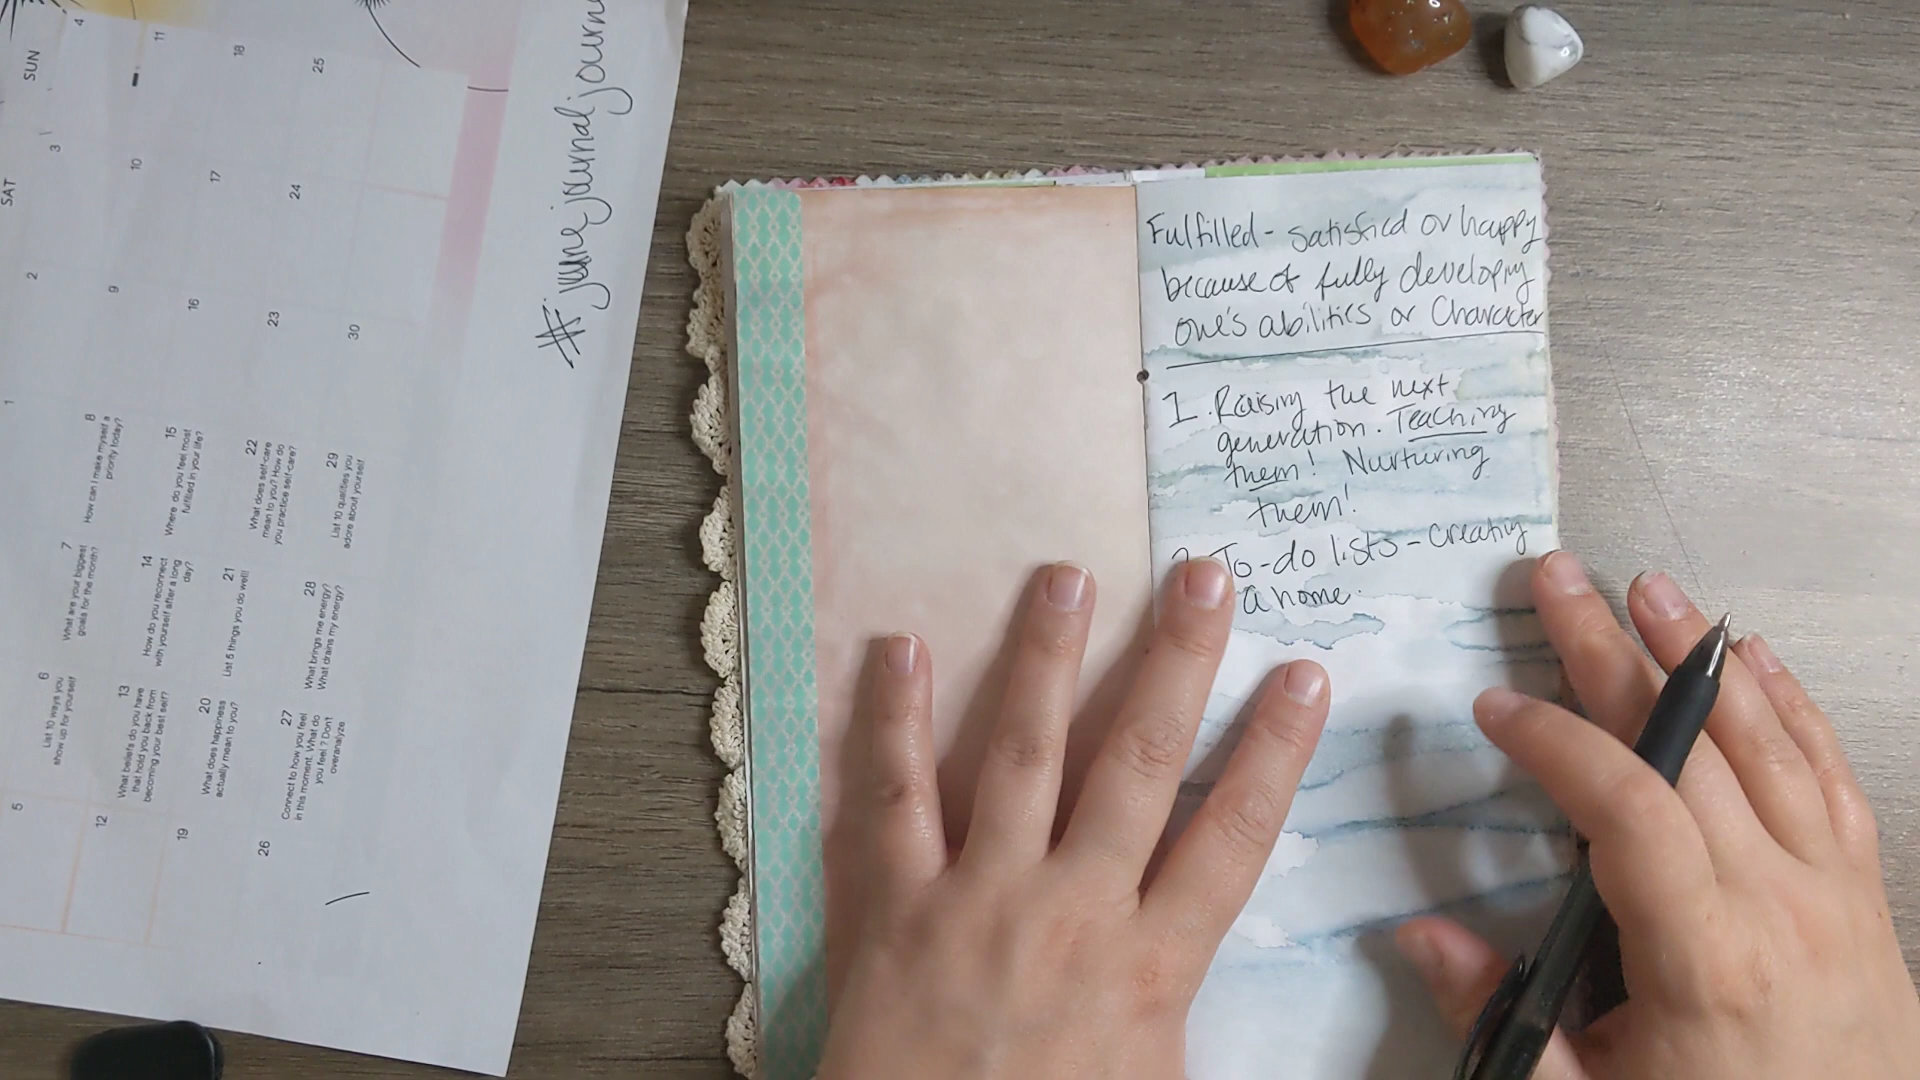 Fulfilled - satisfied or happy
because of fully developing
one's abilities or Character
1. Raising the next
generation. Teaching
them! Nurturing
them!
To-do lists - Creating
a home.
#junejournaljourn
SUN
SAT
1
2
3
4
5
6
List 10 ways you
show up for yourself
7
What are your biggest
goals for the month?
8
How can I make myself a
priority today?
9
10
11
12
13
What beliefs do you have
that hold you back from
becoming your best self?
14
How do you reconnect
with yourself after a long
day?
15
Where do you feel most
fulfilled in your life?
16
17
18
19
20
What does happiness
actually mean to you?
21
List 5 things you do well!
22
What does self-care
mean to you? How do
you practice self-care?
23
24
25
26
27
Connect to how you feel
in this moment. What do
you feel? Don't
overanalyze
28
What brings me energy?
What drains my energy?
29
List 10 qualities you
adore about yourself
30